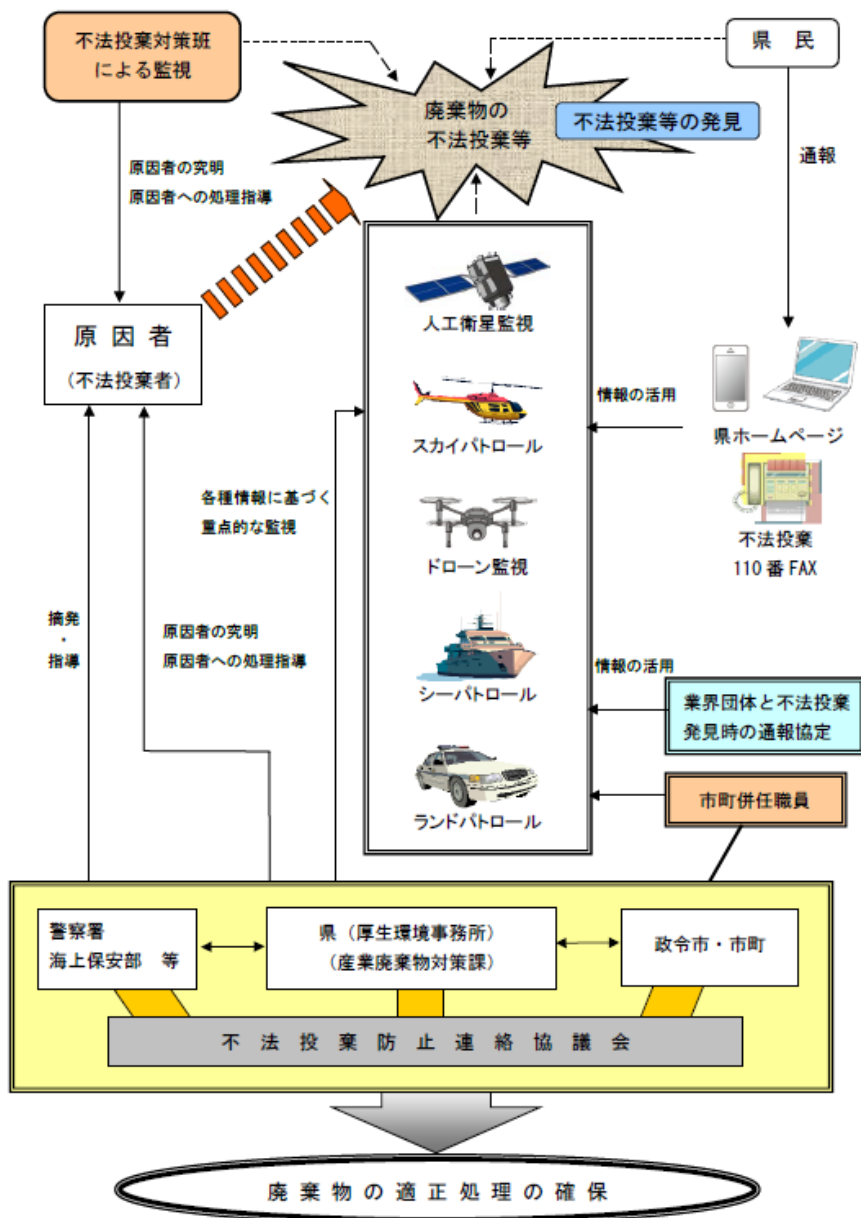 不法投棄対策班
による監視
県 民
廃棄物の
不法投棄等
不法投棄等の発見
通報
原因者の究明
原因者への処理指導
原 因 者
(不法投棄者)
人工衛星監視
スカイパトロール
情報の活用
県ホームページ
不法投棄
110番FAX
各種情報に基づく
重点的な監視
ドローン監視
摘発
・
指導
原因者の究明
原因者への処理指導
シーパトロール
情報の活用
業界団体と不法投棄
発見時の通報協定
ランドパトロール
市町併任職員
警察署
海上保安部 等
県(厚生環境事務所)
(産業廃棄物対策課)
政令市・市町
不 法 投 棄 防 止 連 絡 協 議 会
廃 棄 物 の 適 正 処 理 の 確 保